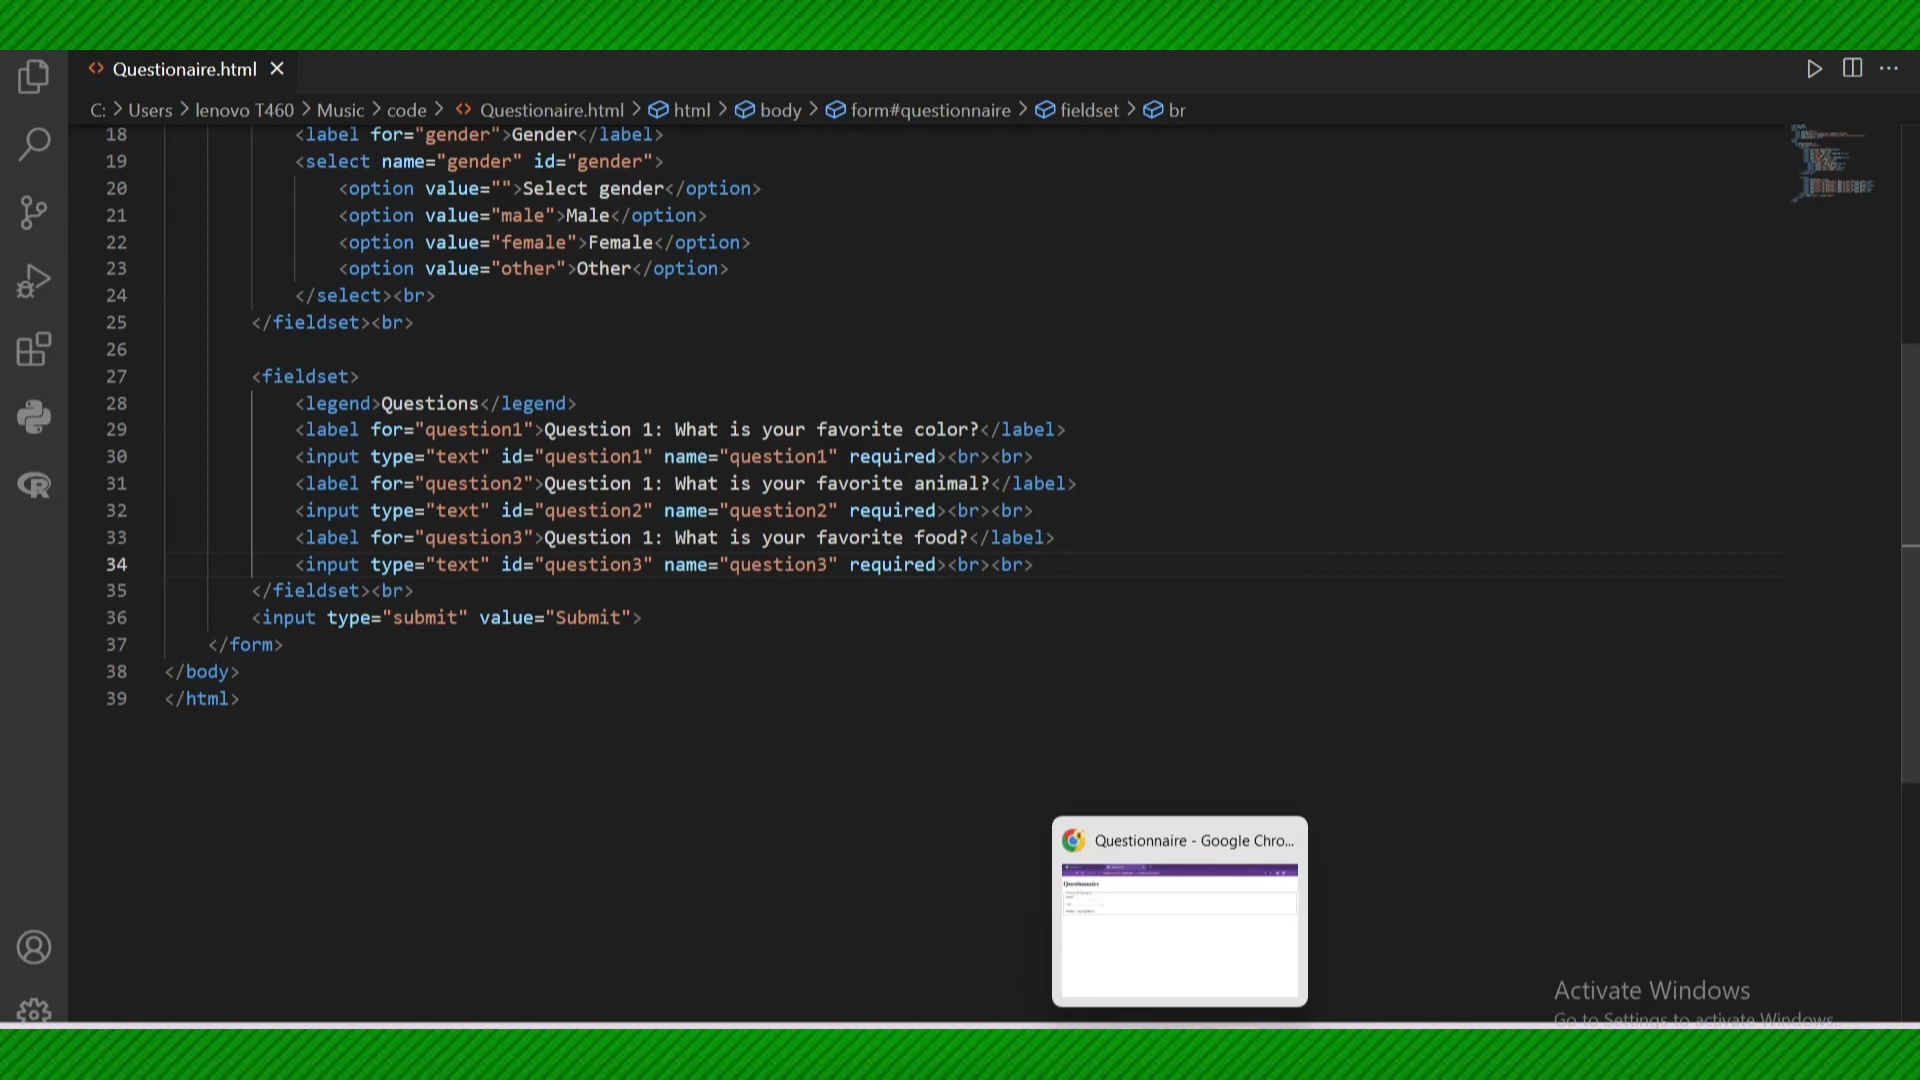 Questionaire.html
C: > Users > lenovo T460 > Music > code > Questionaire.html > html > body > form#questionnaire > fieldset > br
18 <label for="gender">Gender</label>
19 <select name="gender" id="gender">
20 <option value="">Select gender</option>
21 <option value="male">Male</option>
22 <option value="female">Female</option>
23 <option value="other">Other</option>
24 </select><br>
25 </fieldset><br>
26
27 <fieldset>
28 <legend>Questions</legend>
29 <label for="question1">Question 1: What is your favorite color?</label>
30 <input type="text" id="question1" name="question1" required><br><br>
31 <label for="question2">Question 1: What is your favorite animal?</label>
32 <input type="text" id="question2" name="question2" required><br><br>
33 <label for="question3">Question 1: What is your favorite food?</label>
34 <input type="text" id="question3" name="question3" required><br><br>
35 </fieldset><br>
36 <input type="submit" value="Submit">
37 </form>
38 </body>
39 </html>
Questionnaire - Google Chro...
Questionnaire
Activate Windows
Go to Settings to activate Windows.